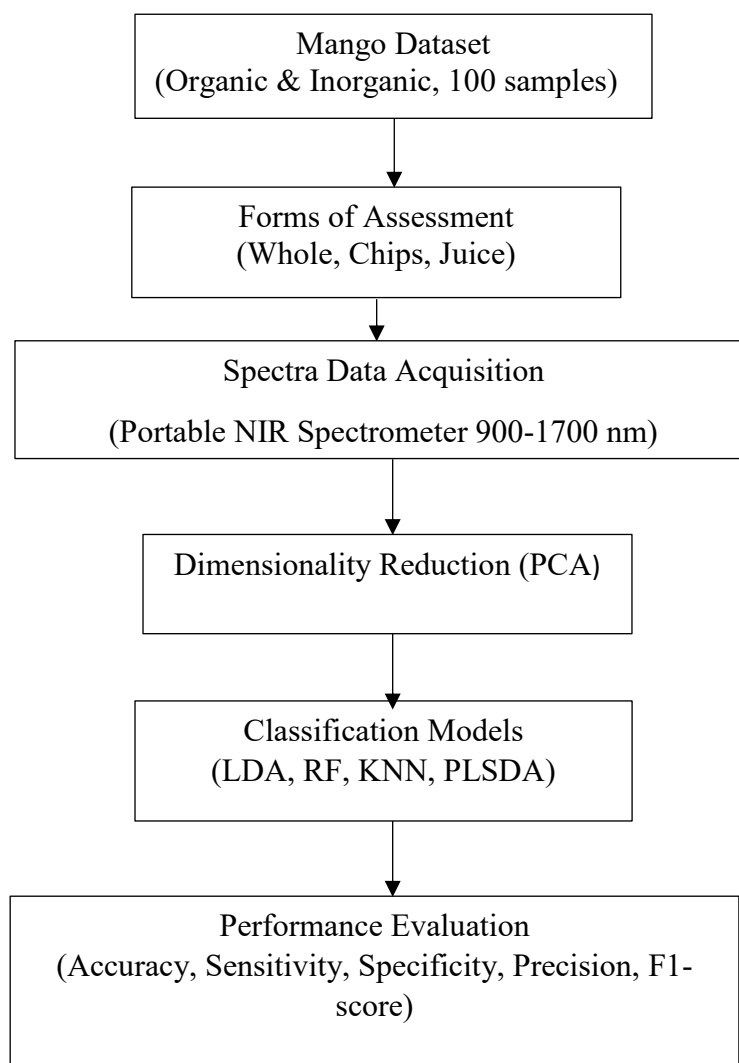 Mango Dataset
(Organic & Inorganic, 100 samples)
Forms of Assessment
(Whole, Chips, Juice)
Spectra Data Acquisition
(Portable NIR Spectrometer 900-1700 nm)
Dimensionality Reduction (PCA)
Classification Models
(LDA, RF, KNN, PLSDA)
Performance Evaluation
(Accuracy, Sensitivity, Specificity, Precision, F1-
score)